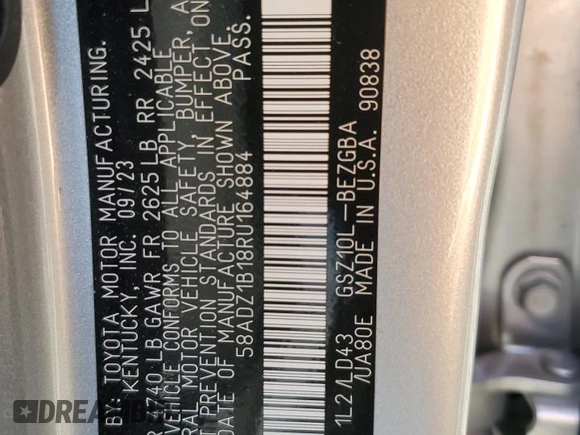 BY: TOYOTA MOTOR MANUFACTURING.
KENTUCKY, INC. 09/23
R 4740 LB GAWR FR 2625 LB RR 2425 L
VEHICLE CONFORMS TO ALL APPLICABLE
RAL MOTOR VEHICLE SAFETY, BUMPER, A
T PREVENTION STANDARDS IN EFFECT ON
DATE OF MANUFACTURE SHOWN ABOVE.
58ADZ1B18RU164884 PASS.
1L2 /LD43 GSZ10L-BEZGBA
/UA80E MADE IN U.S.A. 90838
DREAM